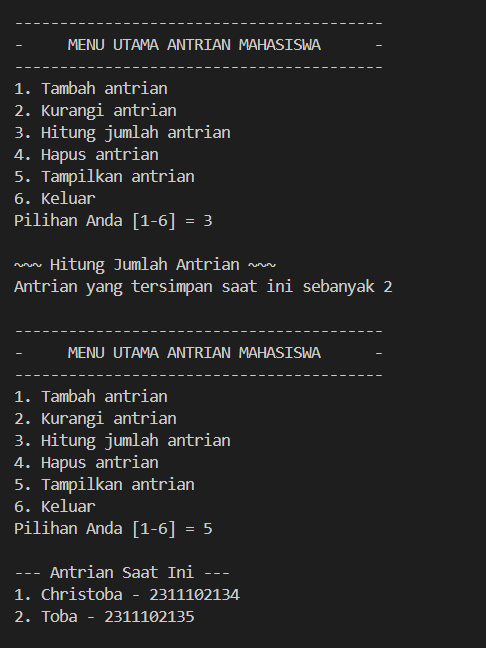 -----------------------------------------
-     MENU UTAMA ANTRIAN MAHASISWA      -
-----------------------------------------
1. Tambah antrian
2. Kurangi antrian
3. Hitung jumlah antrian
4. Hapus antrian
5. Tampilkan antrian
6. Keluar
Pilihan Anda [1-6] = 3
~~~ Hitung Jumlah Antrian ~~~
Antrian yang tersimpan saat ini sebanyak 2
-----------------------------------------
-     MENU UTAMA ANTRIAN MAHASISWA      -
-----------------------------------------
1. Tambah antrian
2. Kurangi antrian
3. Hitung jumlah antrian
4. Hapus antrian
5. Tampilkan antrian
6. Keluar
Pilihan Anda [1-6] = 5
--- Antrian Saat Ini ---
1. Christoba - 2311102134
2. Toba - 2311102135